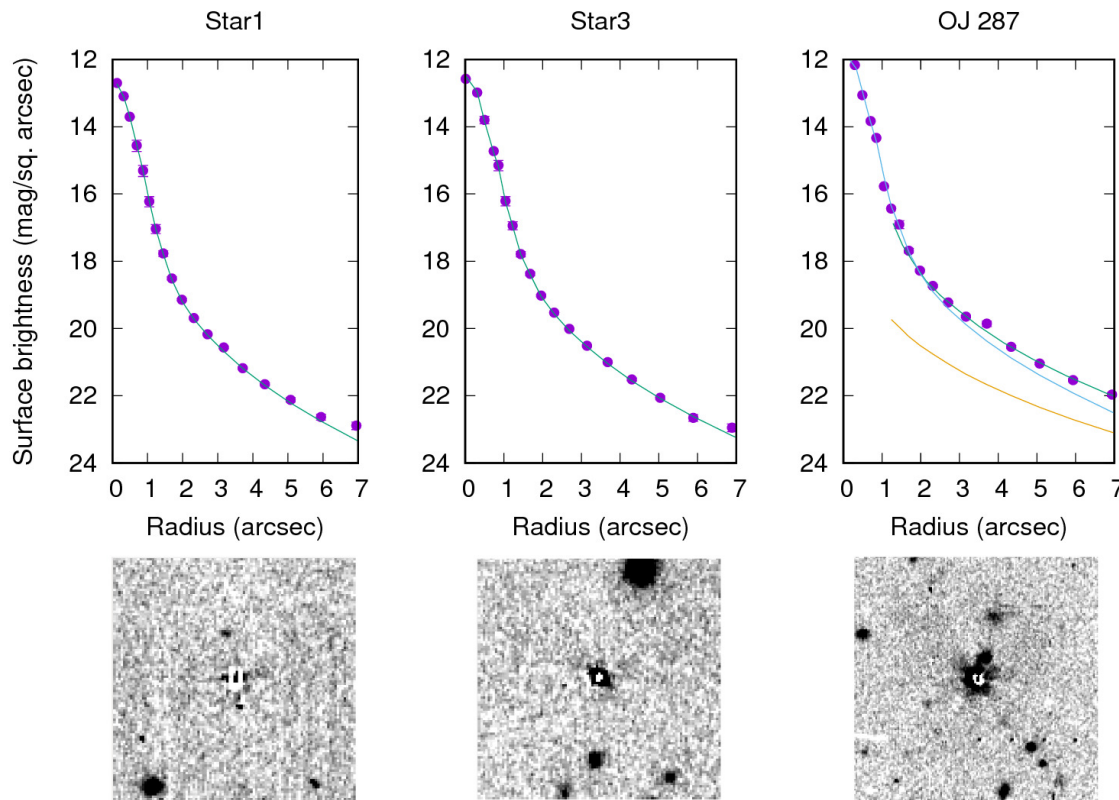 Star1 Star3 OJ 287
Surface brightness (mag/sq. arcsec)
12 12 12
14 14 14
16 16 16
18 18 18
20 20 20
22 22 22
24 24 24
0 1 2 3 4 5 6 7 0 1 2 3 4 5 6 7 0 1 2 3 4 5 6 7
Radius (arcsec) Radius (arcsec) Radius (arcsec)